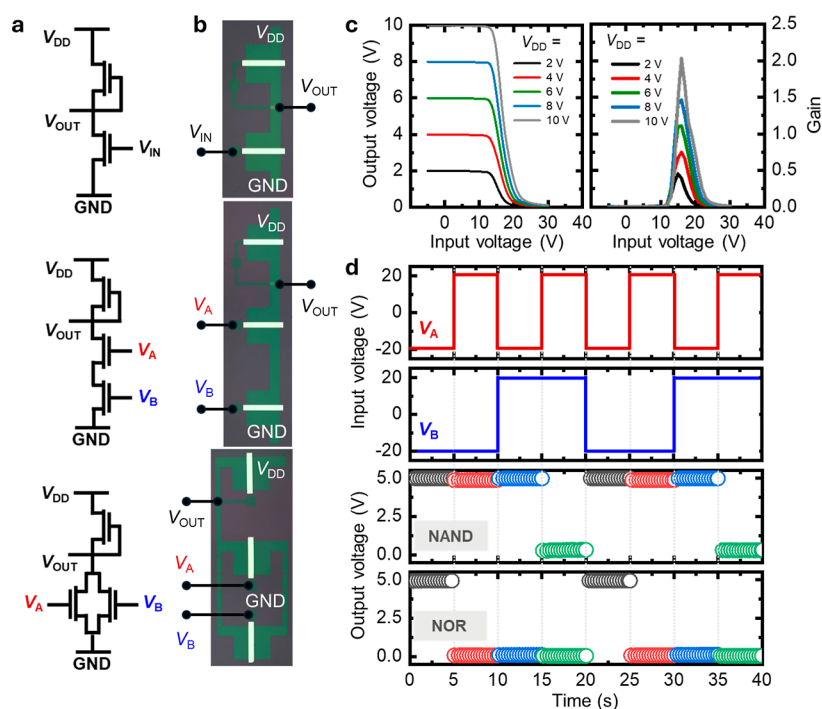 a
V_DD
V_OUT
V_IN
GND
V_DD
V_OUT
V_A
V_B
GND
V_DD
V_OUT
V_A
V_B
GND
b
V_DD
V_OUT
V_IN
GND
V_DD
V_OUT
V_A
V_B
GND
V_DD
V_OUT
V_A
GND
V_B
c
Output voltage (V)
10
8
6
4
2
0
V_DD =
2 V
4 V
6 V
8 V
10 V
0 10 20 30 40
Input voltage (V)
V_DD =
2 V
4 V
6 V
8 V
10 V
0 10 20 30 40
Input voltage (V)
2.5
2.0
1.5
1.0
0.5
0.0
Gain
d
Input voltage (V)
20
0
-20
V_A
20
0
-20
V_B
Output voltage (V)
5.0
0.0
NAND
5.0
0.0
NOR
0 5 10 15 20 25 30 35 40
Time (s)